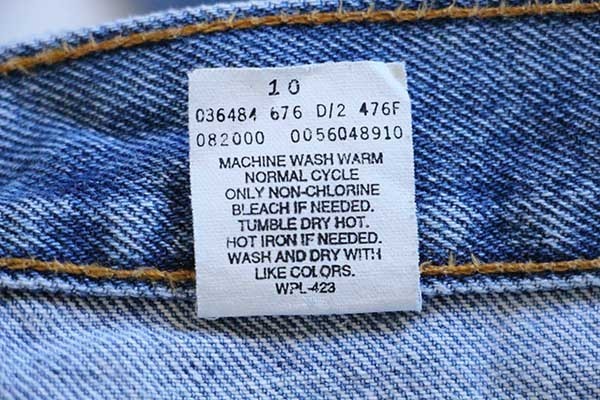 10
036484 676 D/2 476F
082000 0056048910
MACHINE WASH WARM
NORMAL CYCLE
ONLY NON-CHLORINE
BLEACH IF NEEDED.
TUMBLE DRY HOT.
HOT IRON IF NEEDED.
WASH AND DRY WITH
LIKE COLORS.
WPL-423